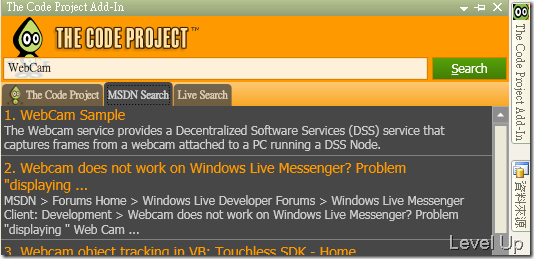 The Code Project Add-In
THE CODE PROJECT™
WebCam
Search
The Code Project
MSDN Search
Live Search
1. WebCam Sample
The Webcam service provides a Decentralized Software Services (DSS) service that
captures frames from a webcam attached to a PC running a DSS Node.
2. Webcam does not work on Windows Live Messenger? Problem
"displaying ...
MSDN > Forums Home > Windows Live Developer Forums > Windows Live Messenger
Client: Development > Webcam does not work on Windows Live Messenger? Problem
"displaying " Web Cam ...
3. Webcam object tracking in VB: Touchless SDK - Home
The Code Project Add-In
資料來源
Level Up